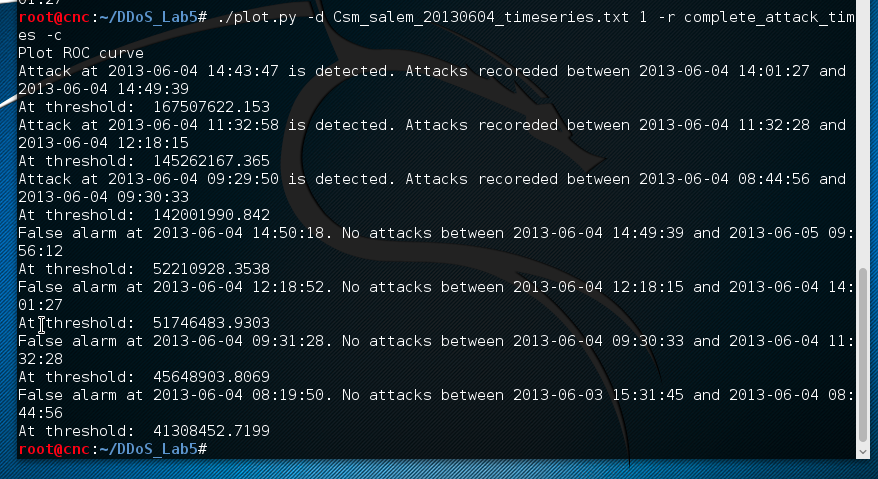 01:27
root@cnc:~/DDoS_Lab5# ./plot.py -d Csm_salem_20130604_timeseries.txt 1 -r complete_attack_tim
es -c
Plot ROC curve
Attack at 2013-06-04 14:43:47 is detected. Attacks recoreded between 2013-06-04 14:01:27 and
2013-06-04 14:49:39
At threshold:  167507622.153
Attack at 2013-06-04 11:32:58 is detected. Attacks recoreded between 2013-06-04 11:32:28 and
2013-06-04 12:18:15
At threshold:  145262167.365
Attack at 2013-06-04 09:29:50 is detected. Attacks recoreded between 2013-06-04 08:44:56 and
2013-06-04 09:30:33
At threshold:  142001990.842
False alarm at 2013-06-04 14:50:18. No attacks between 2013-06-04 14:49:39 and 2013-06-05 09:
56:12
At threshold:  52210928.3538
False alarm at 2013-06-04 12:18:52. No attacks between 2013-06-04 12:18:15 and 2013-06-04 14:
01:27
At threshold:  51746483.9303
False alarm at 2013-06-04 09:31:28. No attacks between 2013-06-04 09:30:33 and 2013-06-04 11:
32:28
At threshold:  45648903.8069
False alarm at 2013-06-04 08:19:50. No attacks between 2013-06-03 15:31:45 and 2013-06-04 08:
44:56
At threshold:  41308452.7199
root@cnc:~/DDoS_Lab5#